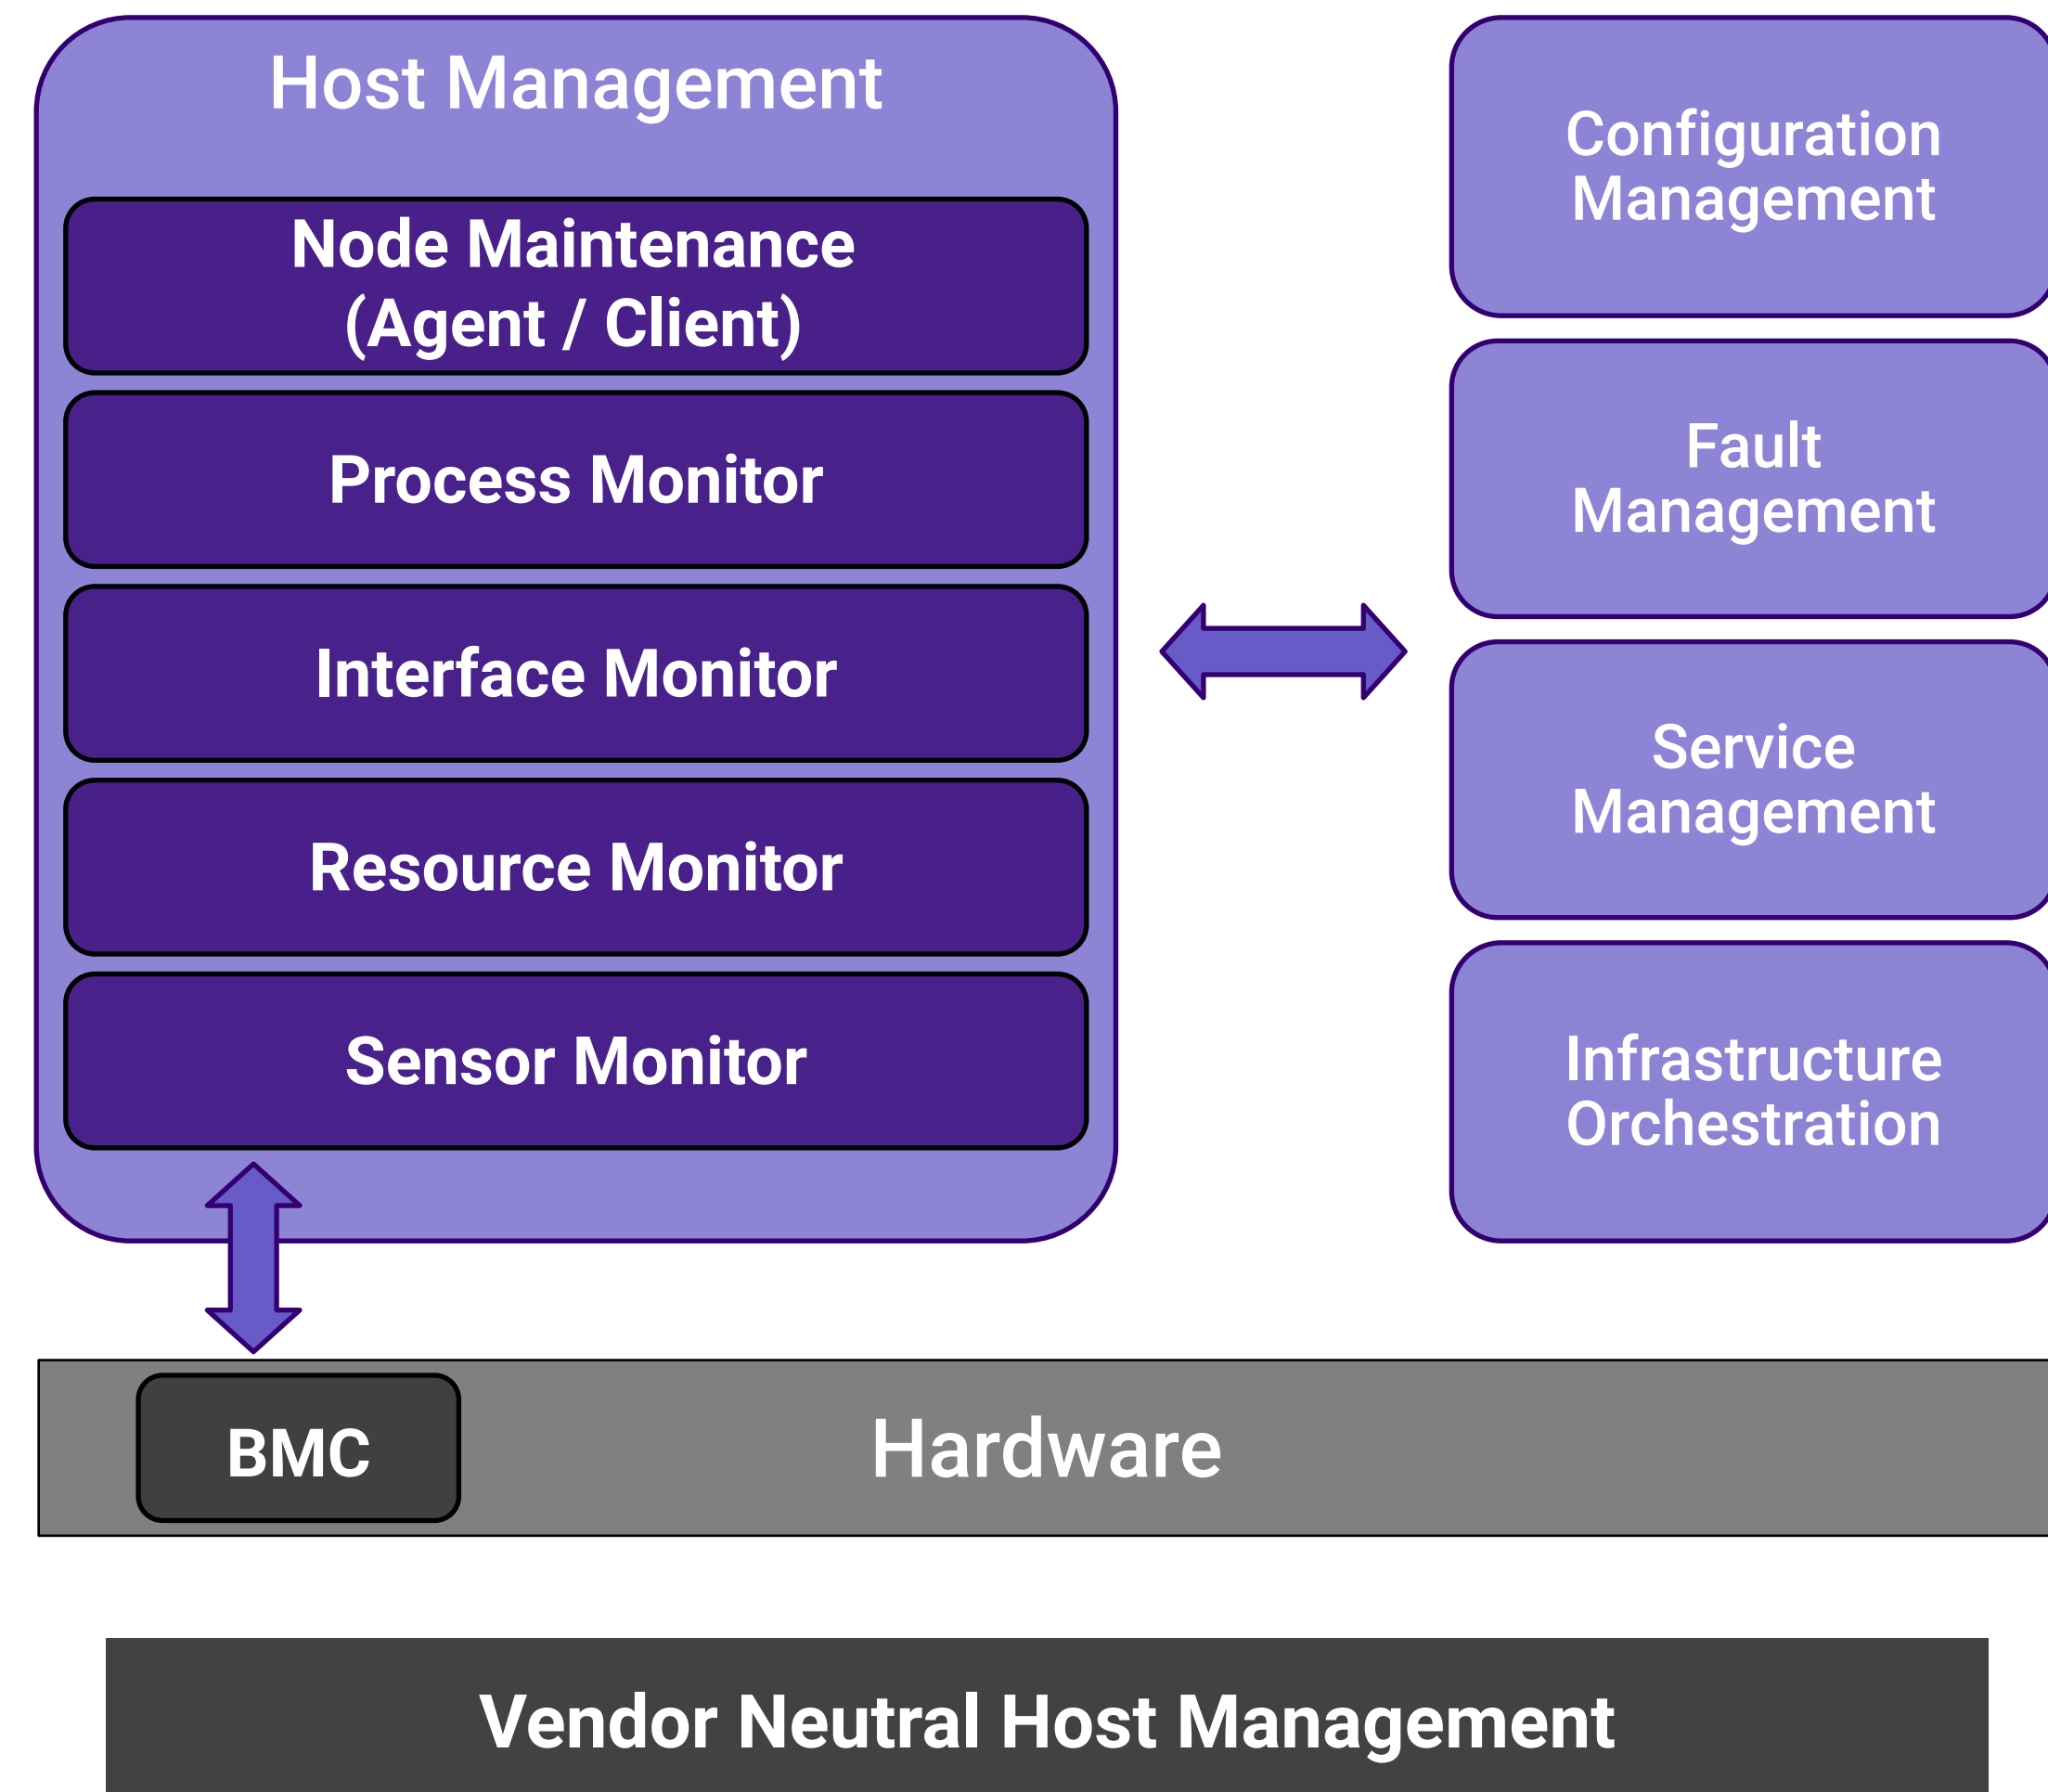 Host Management
Node Maintenance
(Agent / Client)
Process Monitor
Interface Monitor
Resource Monitor
Sensor Monitor
Configuration
Management
Fault
Management
Service
Management
Infrastructure
Orchestration
BMC
Hardware
Vendor Neutral Host Management